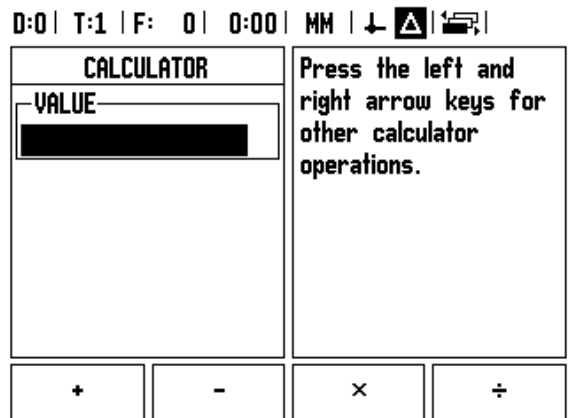 D:0 | T:1 | F: 0 | 0:00 | MM | Δ
CALCULATOR
VALUE
Press the left and
right arrow keys for
other calculator
operations.
+ - × ÷